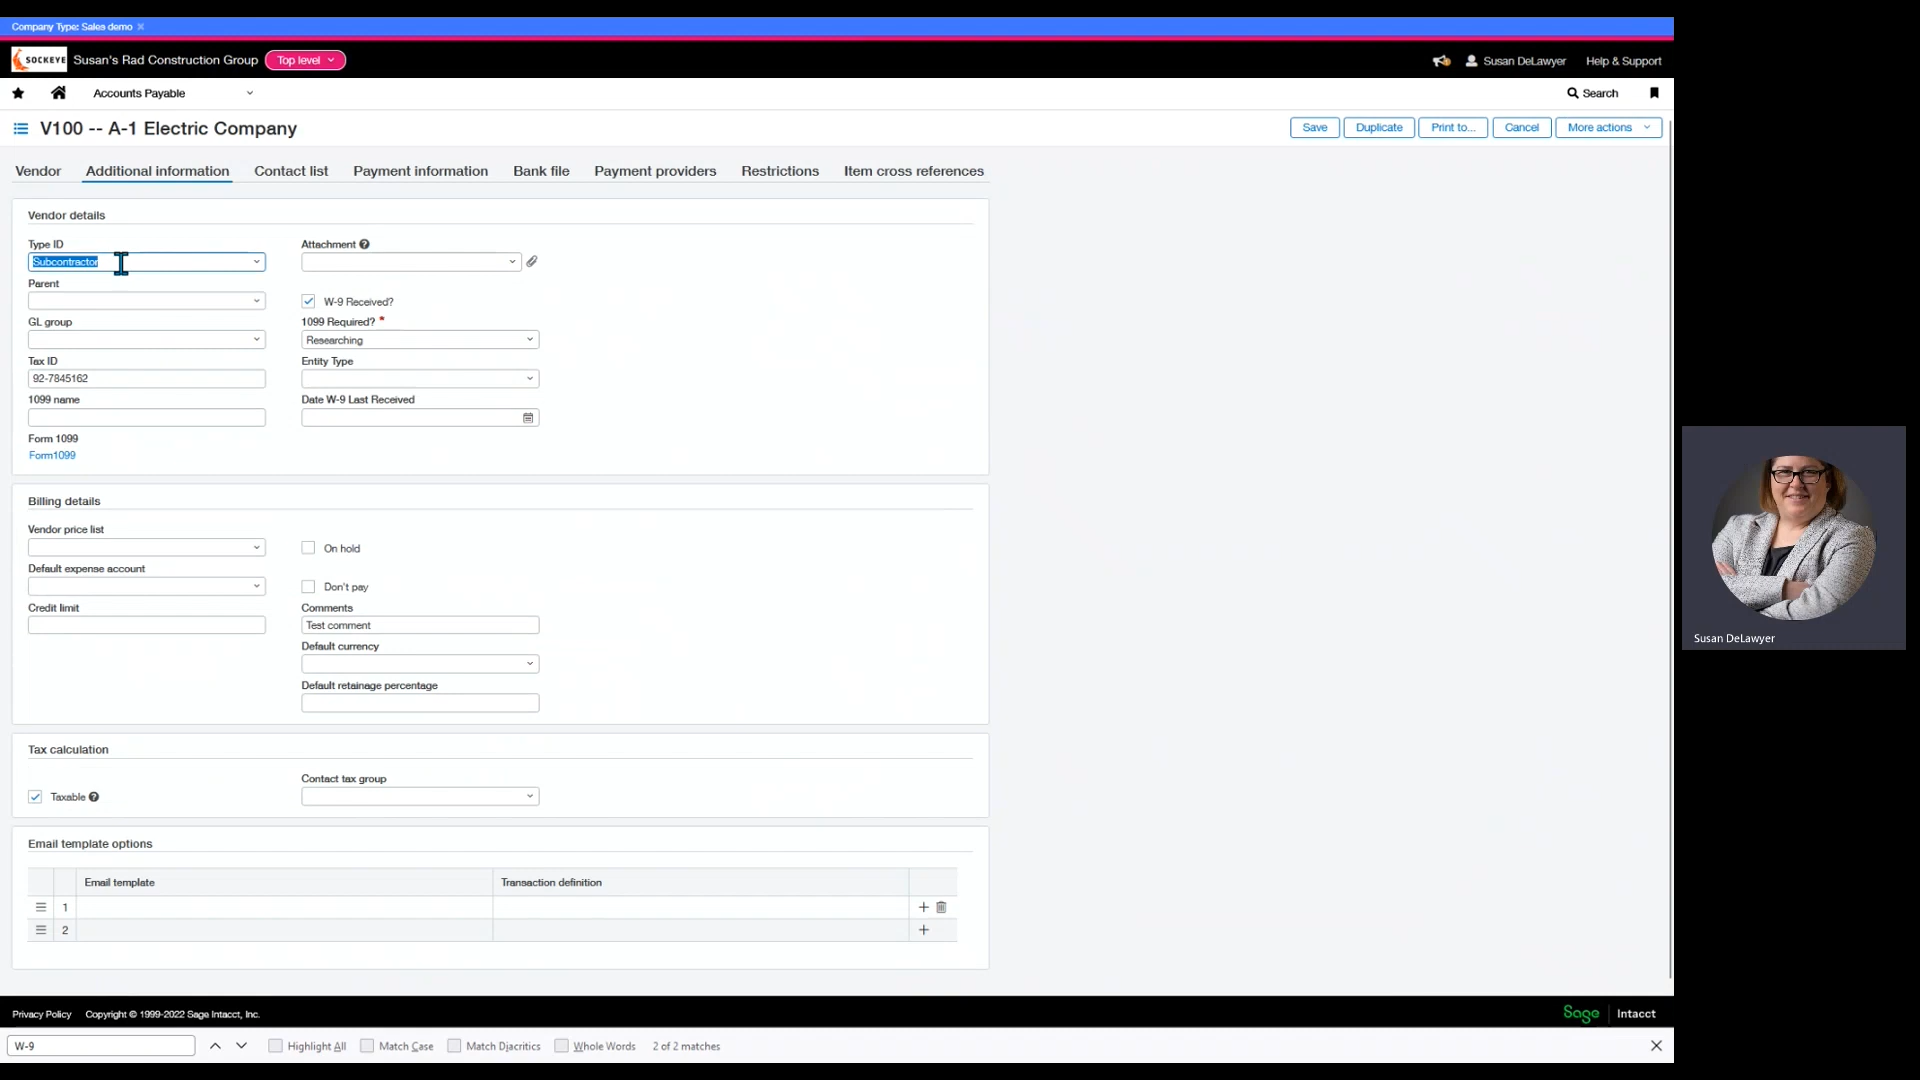 Company Type: Sales demo ×
SOCKEYE Susan's Rad Construction Group Top level Susan DeLawyer Help & Support
Accounts Payable Search
V100 -- A-1 Electric Company Save Duplicate Print to... Cancel More actions
Vendor Additional information Contact list Payment information Bank file Payment providers Restrictions Item cross references
Vendor details
Type ID Attachment
Subcontractor
Parent
W-9 Received?
GL group 1099 Required? *
Researching
Tax ID Entity Type
92-7845162
1099 name Date W-9 Last Received
Form 1099
Form1099
Billing details
Vendor price list
On hold
Default expense account
Don't pay
Credit limit Comments
Test comment
Default currency
Default retainage percentage
Tax calculation
Contact tax group
Taxable
Email template options
Email template Transaction definition
1
2
Privacy Policy Copyright © 1999-2022 Sage Intacct, Inc. Sage Intacct
W-9 Highlight All Match Case Match Diacritics Whole Words 2 of 2 matches
Susan DeLawyer